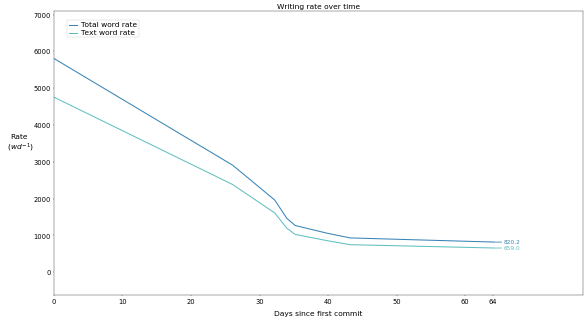 Writing rate over time
7000
6000
5000
4000
3000
2000
1000
0
Rate
(wd⁻¹)
Total word rate
Text word rate
820.2
659.0
0 10 20 30 40 50 60 64
Days since first commit